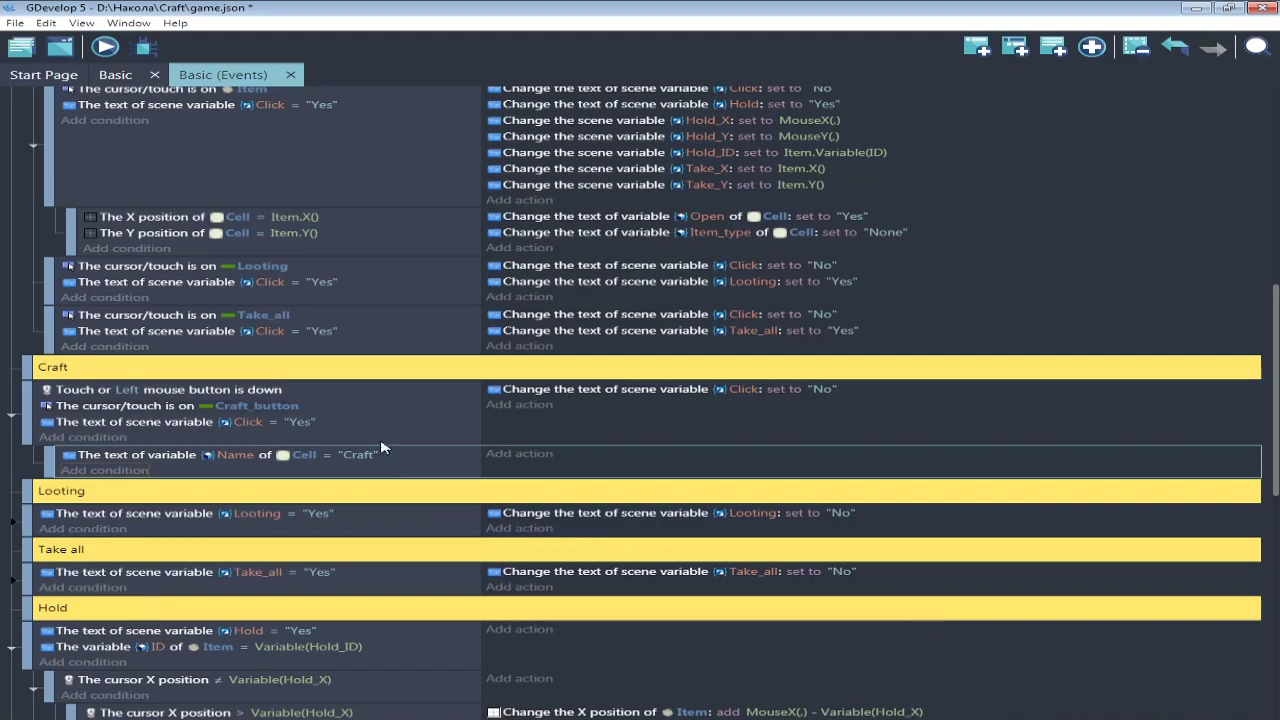 GDevelop 5 - D:\Накола\Craft\game.json *
File Edit View Window Help
Start Page Basic × Basic (Events) ×
The cursor/touch is on Item Change the text of scene variable Click: set to "No"
The text of scene variable Click = "Yes" Change the text of scene variable Hold: set to "Yes"
Add condition Change the scene variable Hold_X: set to MouseX(,)
Change the scene variable Hold_Y: set to MouseY(,)
Change the scene variable Hold_ID: set to Item.Variable(ID)
Change the scene variable Take_X: set to Item.X()
Change the scene variable Take_Y: set to Item.Y()
Add action
The X position of Cell = Item.X() Change the text of variable Open of Cell: set to "Yes"
The Y position of Cell = Item.Y() Change the text of variable Item_type of Cell: set to "None"
Add condition Add action
The cursor/touch is on Looting Change the text of scene variable Click: set to "No"
The text of scene variable Click = "Yes" Change the text of scene variable Looting: set to "Yes"
Add condition Add action
The cursor/touch is on Take_all Change the text of scene variable Click: set to "No"
The text of scene variable Click = "Yes" Change the text of scene variable Take_all: set to "Yes"
Add condition Add action
Craft
Touch or Left mouse button is down Change the text of scene variable Click: set to "No"
The cursor/touch is on Craft_button Add action
The text of scene variable Click = "Yes"
Add condition
The text of variable Name of Cell = "Craft" Add action
Add condition
Looting
The text of scene variable Looting = "Yes" Change the text of scene variable Looting: set to "No"
Add condition Add action
Take all
The text of scene variable Take_all = "Yes" Change the text of scene variable Take_all: set to "No"
Add condition Add action
Hold
The text of scene variable Hold = "Yes" Add action
The variable ID of Item = Variable(Hold_ID)
Add condition
The cursor X position ≠ Variable(Hold_X) Add action
Add condition
The cursor X position > Variable(Hold_X) Change the X position of Item: add MouseX(,) - Variable(Hold_X)